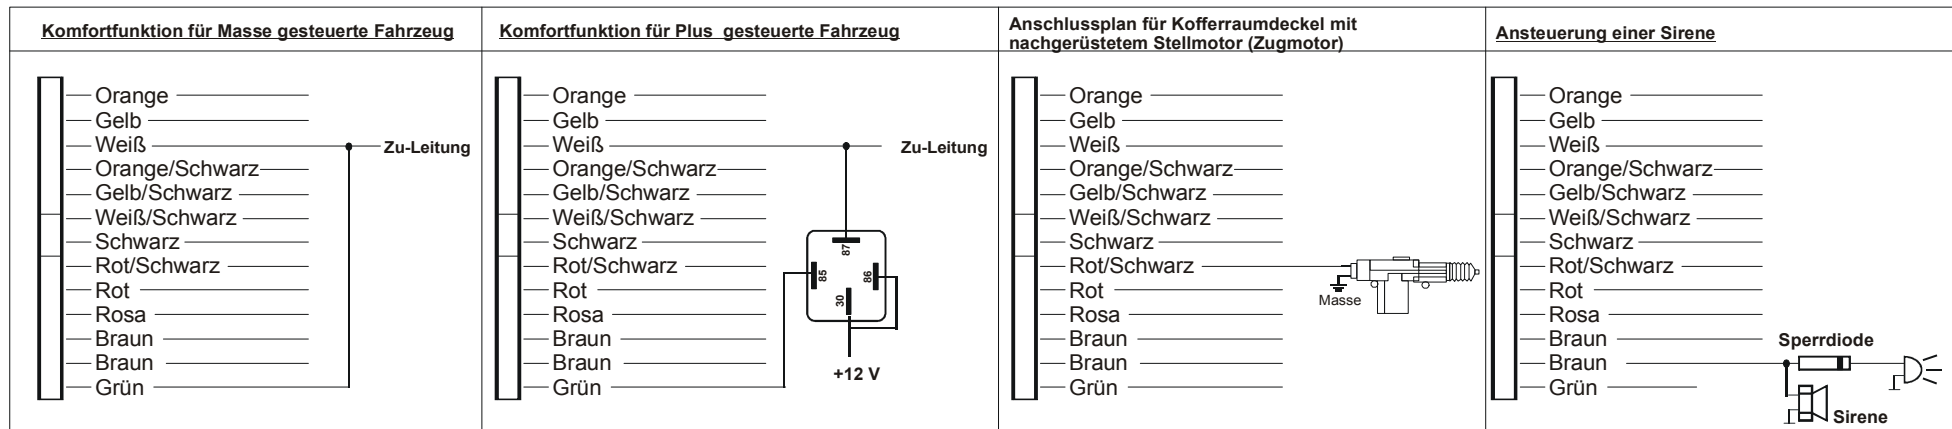 Komfortfunktion für Masse gesteuerte Fahrzeug
Orange
Gelb
Weiß
Zu-Leitung
Orange/Schwarz
Gelb/Schwarz
Weiß/Schwarz
Schwarz
Rot/Schwarz
Rot
Rosa
Braun
Braun
Grün
Komfortfunktion für Plus gesteuerte Fahrzeug
Orange
Gelb
Weiß
Zu-Leitung
Orange/Schwarz
Gelb/Schwarz
Weiß/Schwarz
Schwarz
Rot/Schwarz
Rot
Rosa
Braun
Braun
Grün
87
85
86
30
+12 V
Anschlussplan für Kofferraumdeckel mit
nachgerüstetem Stellmotor (Zugmotor)
Orange
Gelb
Weiß
Orange/Schwarz
Gelb/Schwarz
Weiß/Schwarz
Schwarz
Rot/Schwarz
Rot
Rosa
Braun
Braun
Grün
Masse
Ansteuerung einer Sirene
Orange
Gelb
Weiß
Orange/Schwarz
Gelb/Schwarz
Weiß/Schwarz
Schwarz
Rot/Schwarz
Rot
Rosa
Braun
Braun
Grün
Sperrdiode
Sirene